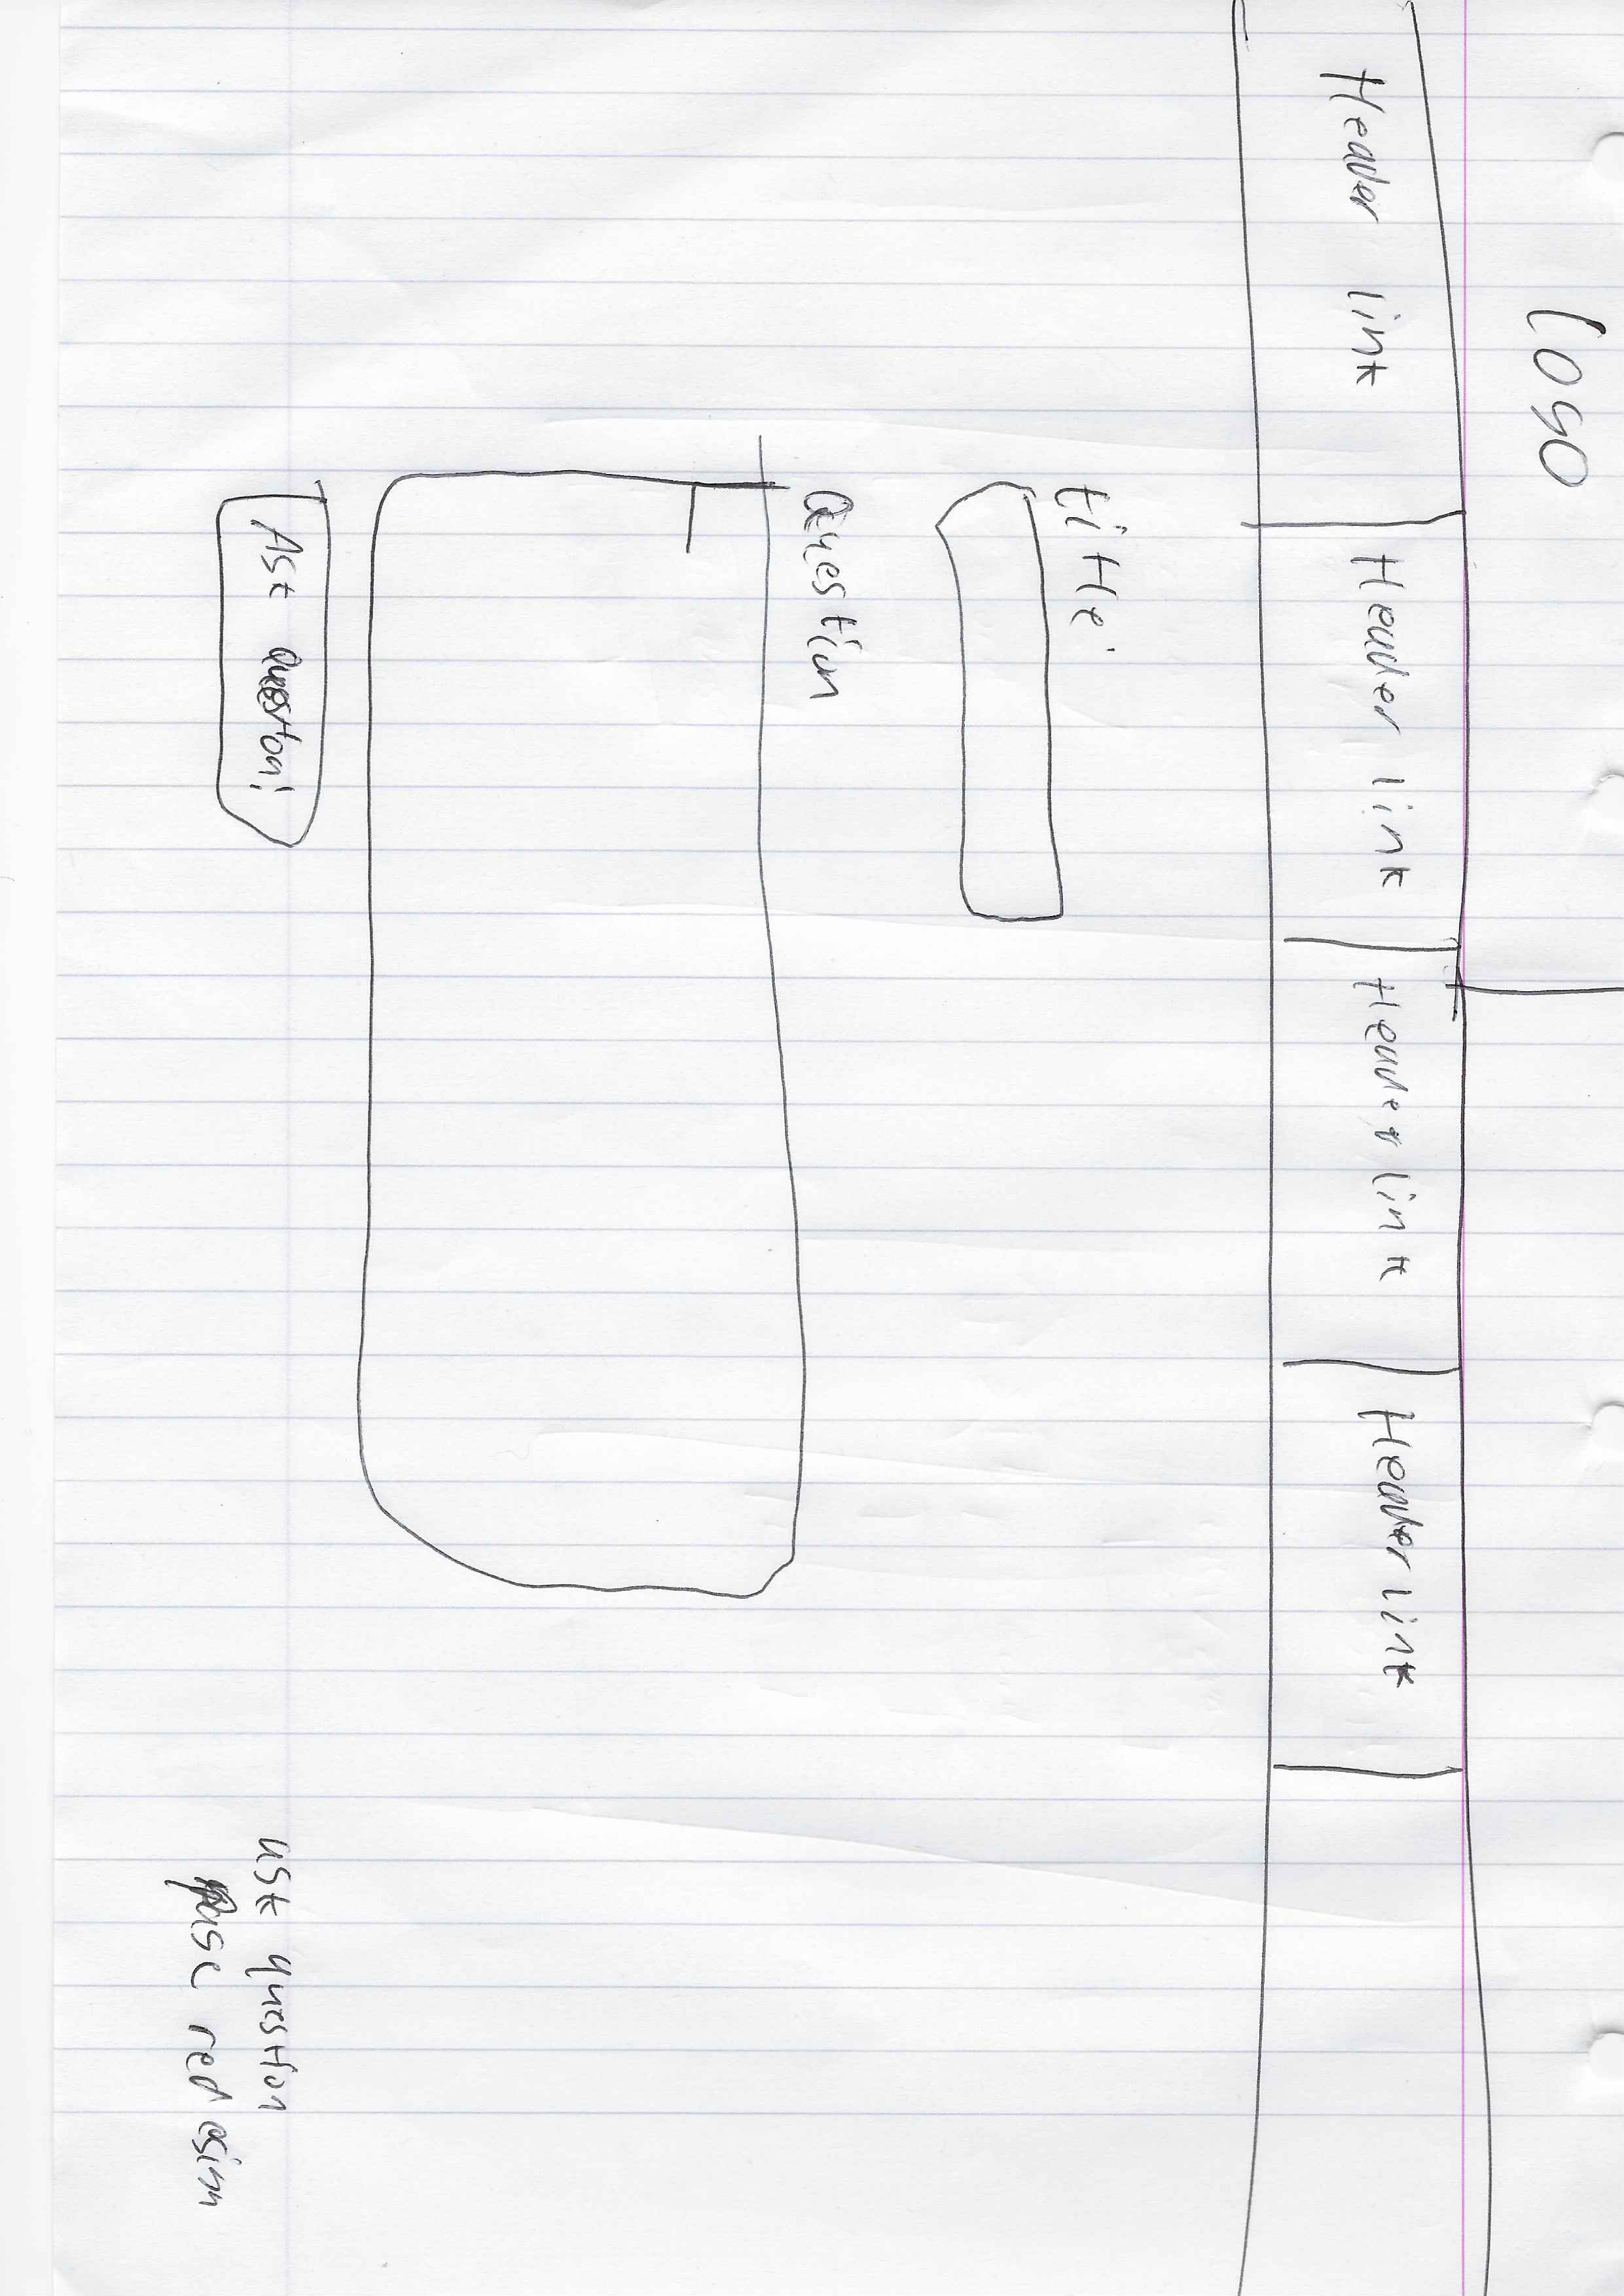 logo
Header link Header link Header link Header link
title:
Question
Ask Question!
ask question
page redesign